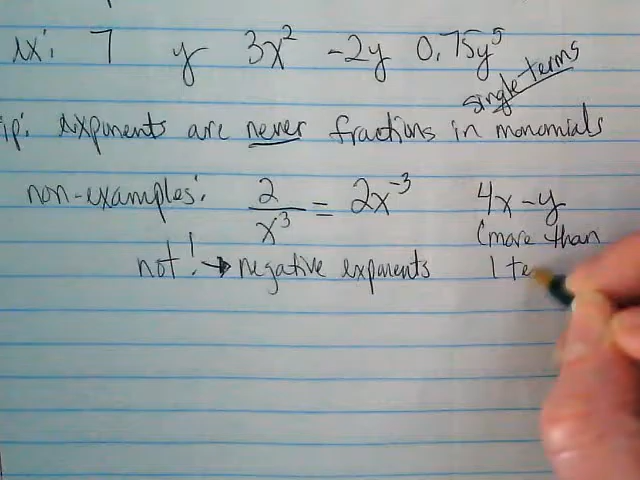 ex: 7 y 3x² -2y 0.75y⁵
single terms
ip: exponents are never fractions in monomials
non-examples: 2/x³ = 2x⁻³ 4x-y
(more than
not! → negative exponents 1 te